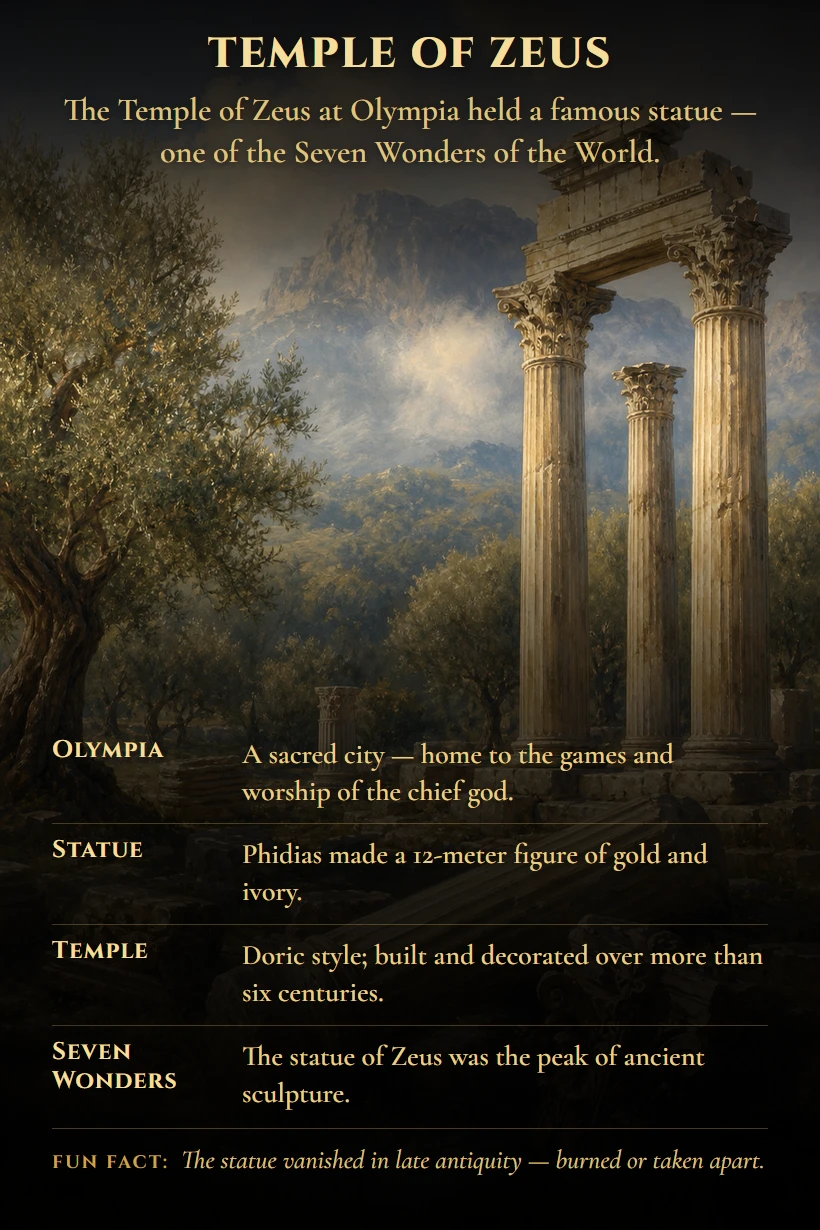 TEMPLE OF ZEUS
The Temple of Zeus at Olympia held a famous statue —
one of the Seven Wonders of the World.
OLYMPIA
A sacred city — home to the games and
worship of the chief god.
STATUE
Phidias made a 12-meter figure of gold and
ivory.
TEMPLE
Doric style; built and decorated over more than
six centuries.
SEVEN
WONDERS
The statue of Zeus was the peak of ancient
sculpture.
FUN FACT: The statue vanished in late antiquity — burned or taken apart.